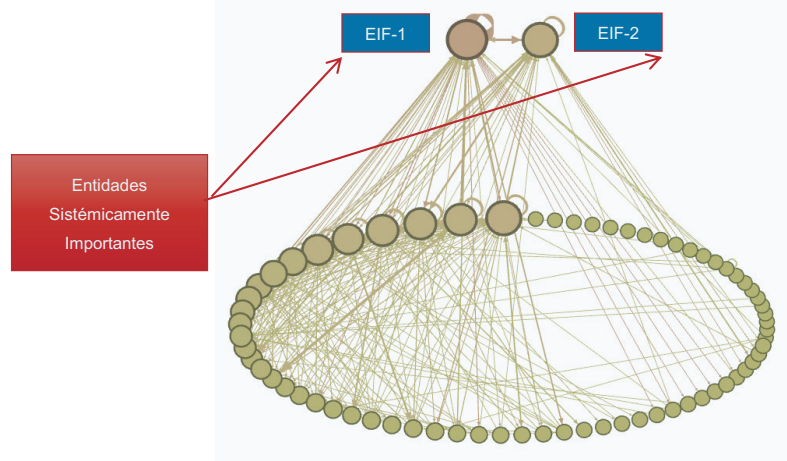 EIF-1
EIF-2
Entidades
Sistémicamente
Importantes